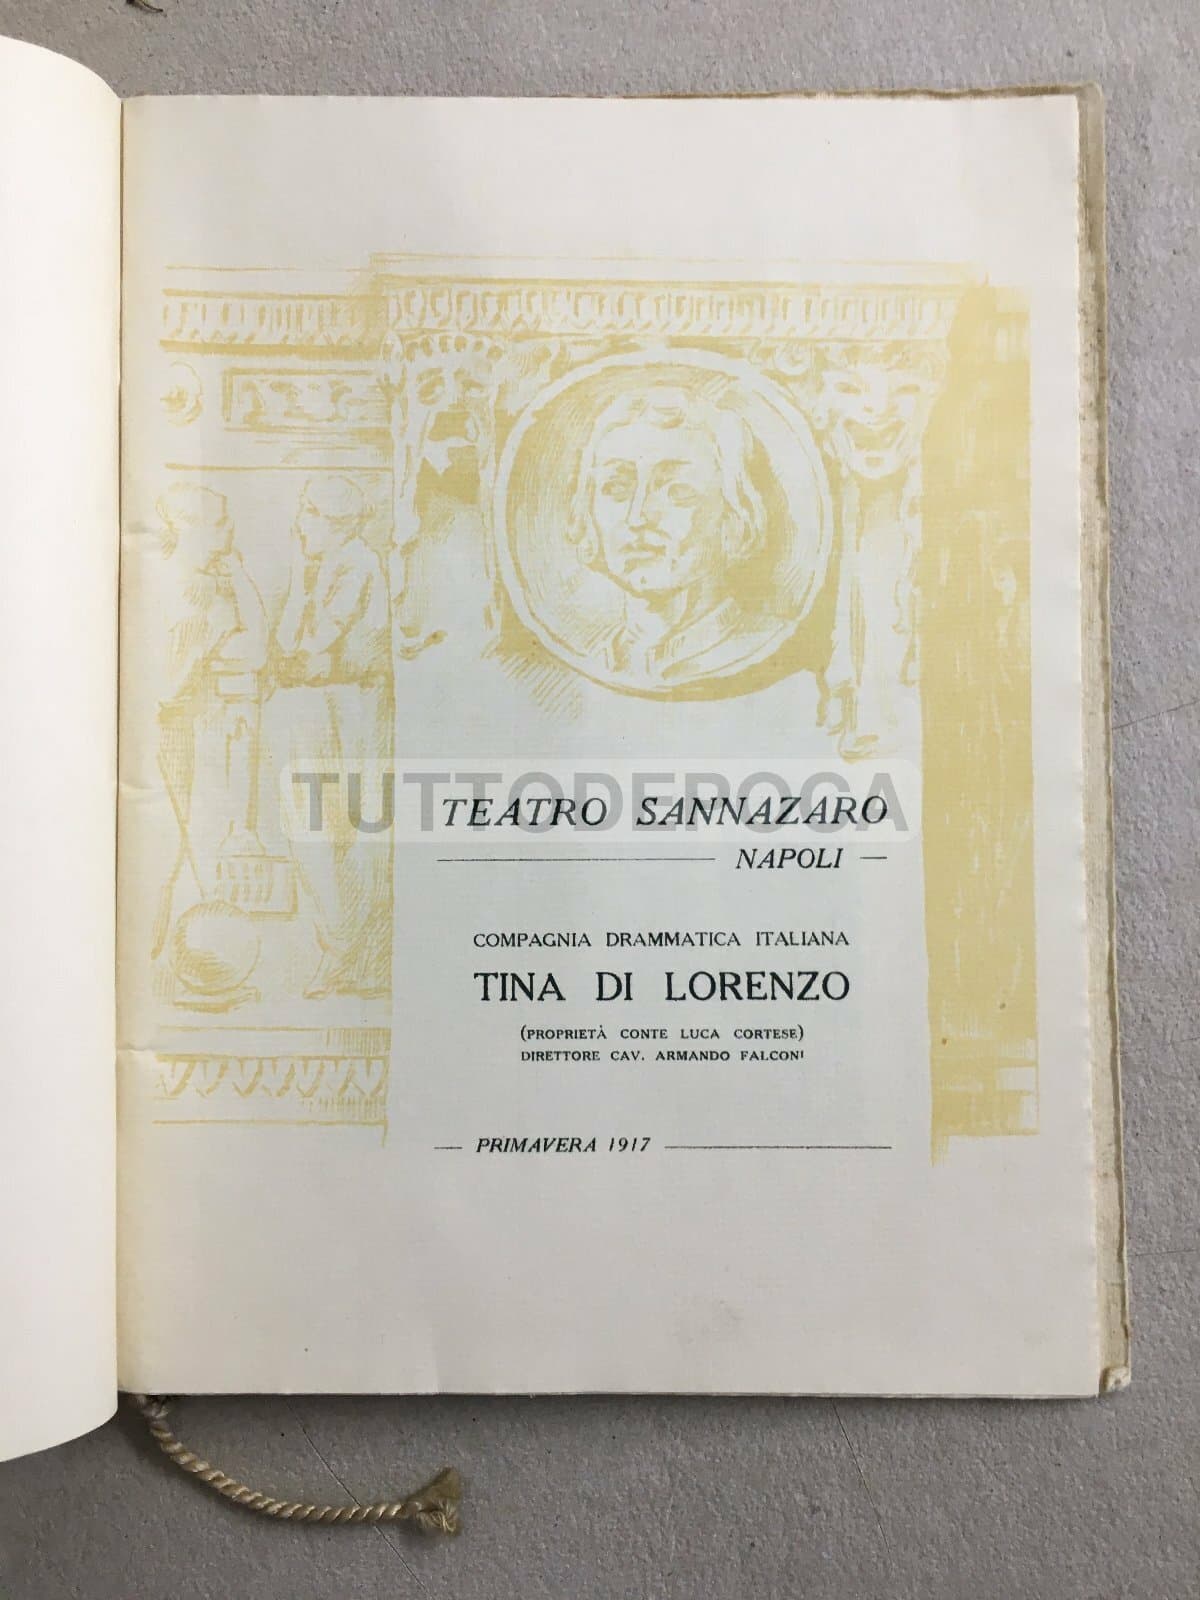 TUTTODEPOCA
TEATRO SANNAZARO
NAPOLI
COMPAGNIA DRAMMATICA ITALIANA
TINA DI LORENZO
(PROPRIETÀ CONTE LUCA CORTESE)
DIRETTORE CAV. ARMANDO FALCONI
PRIMAVERA 1917